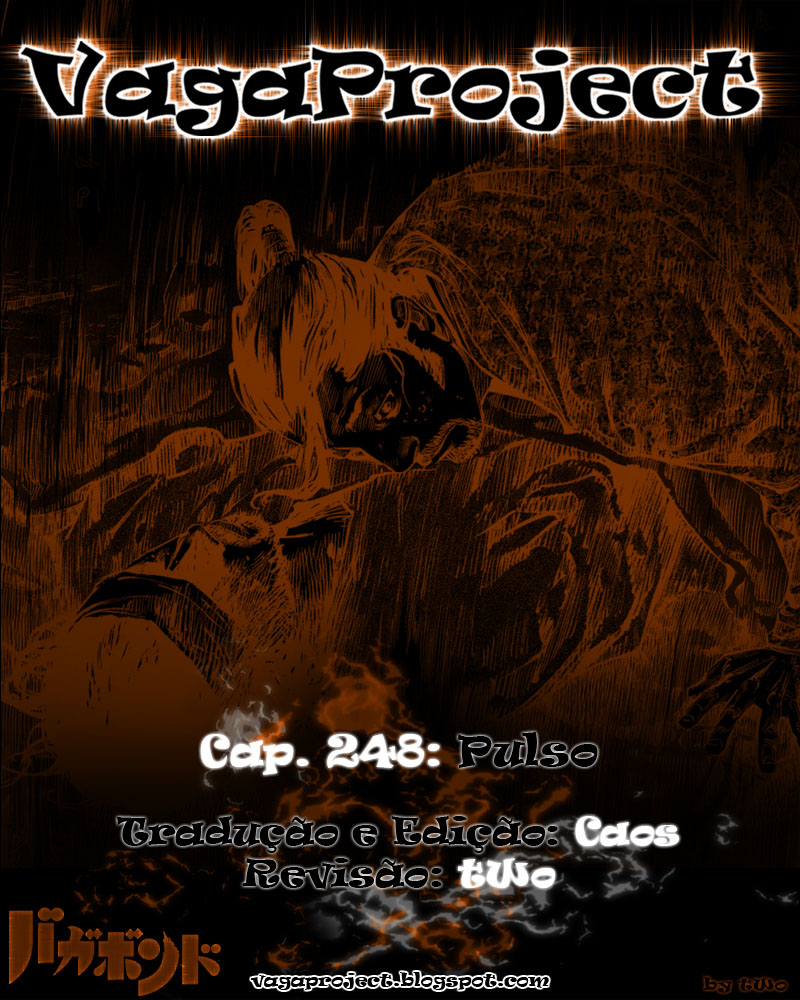 VagaProject
Cap. 248: Pulso
Tradução e Edição: Caos
Revisão: two
バガボンド
vagaproject.blogspot.com
by two